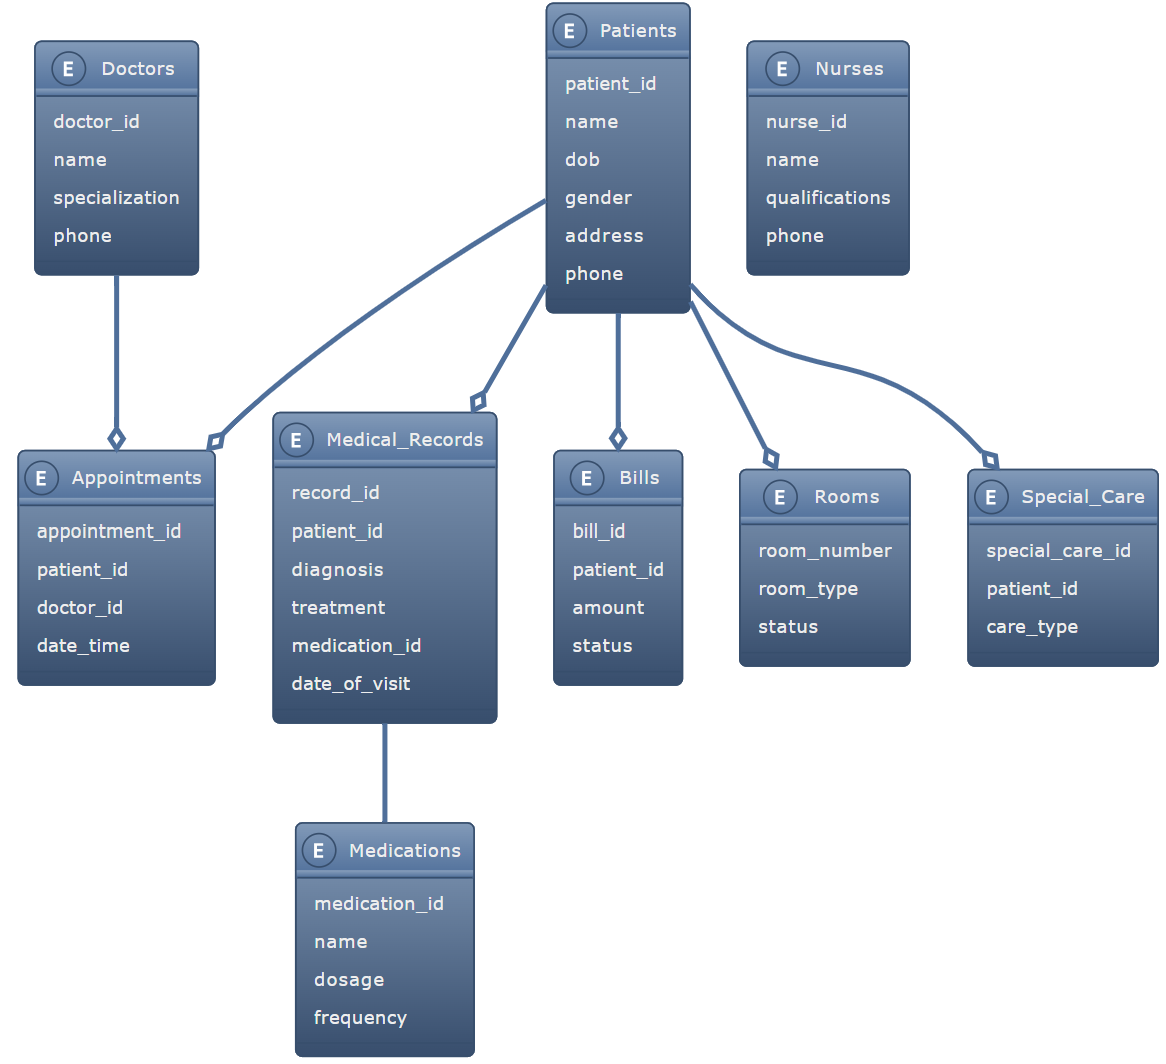 E Doctors
doctor_id
name
specialization
phone
E Patients
patient_id
name
dob
gender
address
phone
E Nurses
nurse_id
name
qualifications
phone
E Appointments
appointment_id
patient_id
doctor_id
date_time
E Medical_Records
record_id
patient_id
diagnosis
treatment
medication_id
date_of_visit
E Bills
bill_id
patient_id
amount
status
E Rooms
room_number
room_type
status
E Special_Care
special_care_id
patient_id
care_type
E Medications
medication_id
name
dosage
frequency